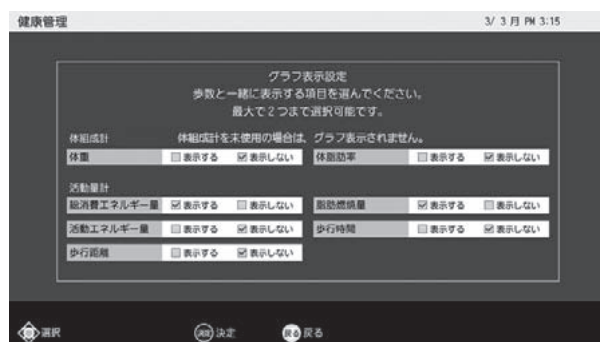 健康管理 3/ 3 月 PM 3:15
グラフ表示設定
歩数と一緒に表示する項目を選んでください。
最大で2つまで選択可能です。
体組成計 体組成計を未使用の場合は、グラフ表示されません。
体重 表示する 表示しない 体脂肪率 表示する 表示しない
活動量計
総消費エネルギー量 表示する 表示しない 脂肪燃焼量 表示する 表示しない
活動エネルギー量 表示する 表示しない 歩行時間 表示する 表示しない
歩行距離 表示する 表示しない
選択 決定 戻る 戻る